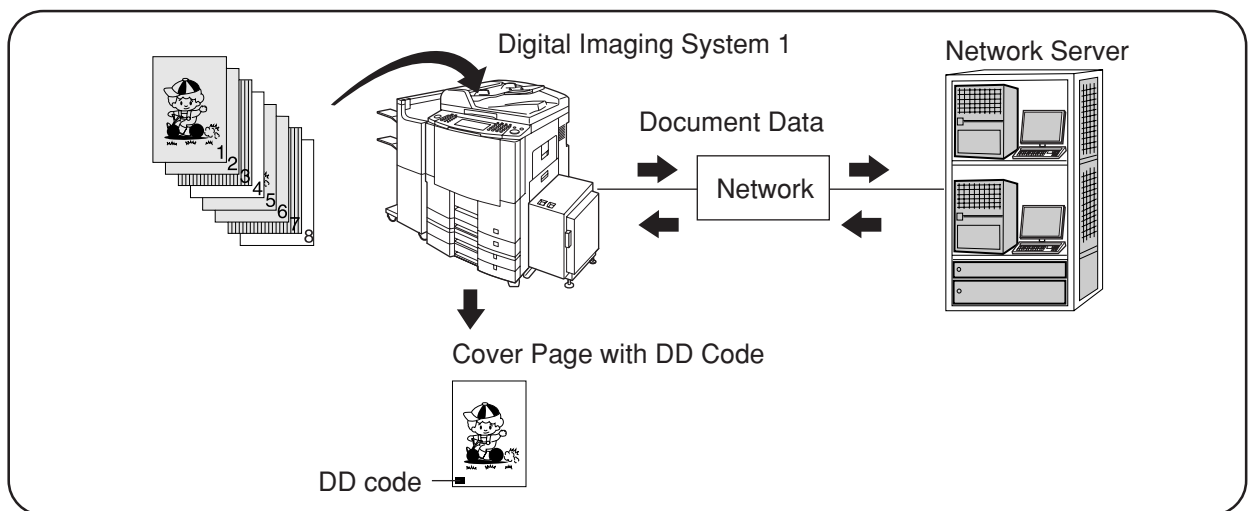 Digital Imaging System 1
Network Server
1
2
3
4
5
6
7
8
Document Data
Network
Cover Page with DD Code
DD code